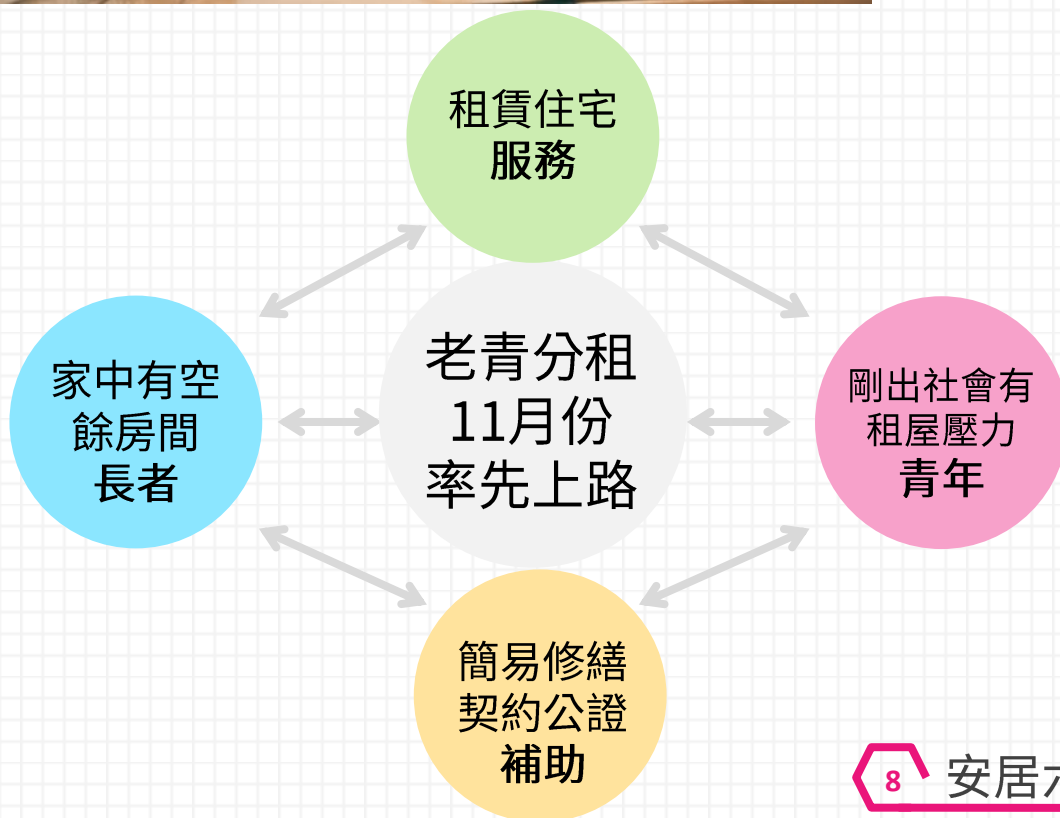 租賃住宅
服務
家中有空
餘房間
長者
老青分租
11月份
率先上路
剛出社會有
租屋壓力
青年
簡易修繕
契約公證
補助
8 安居